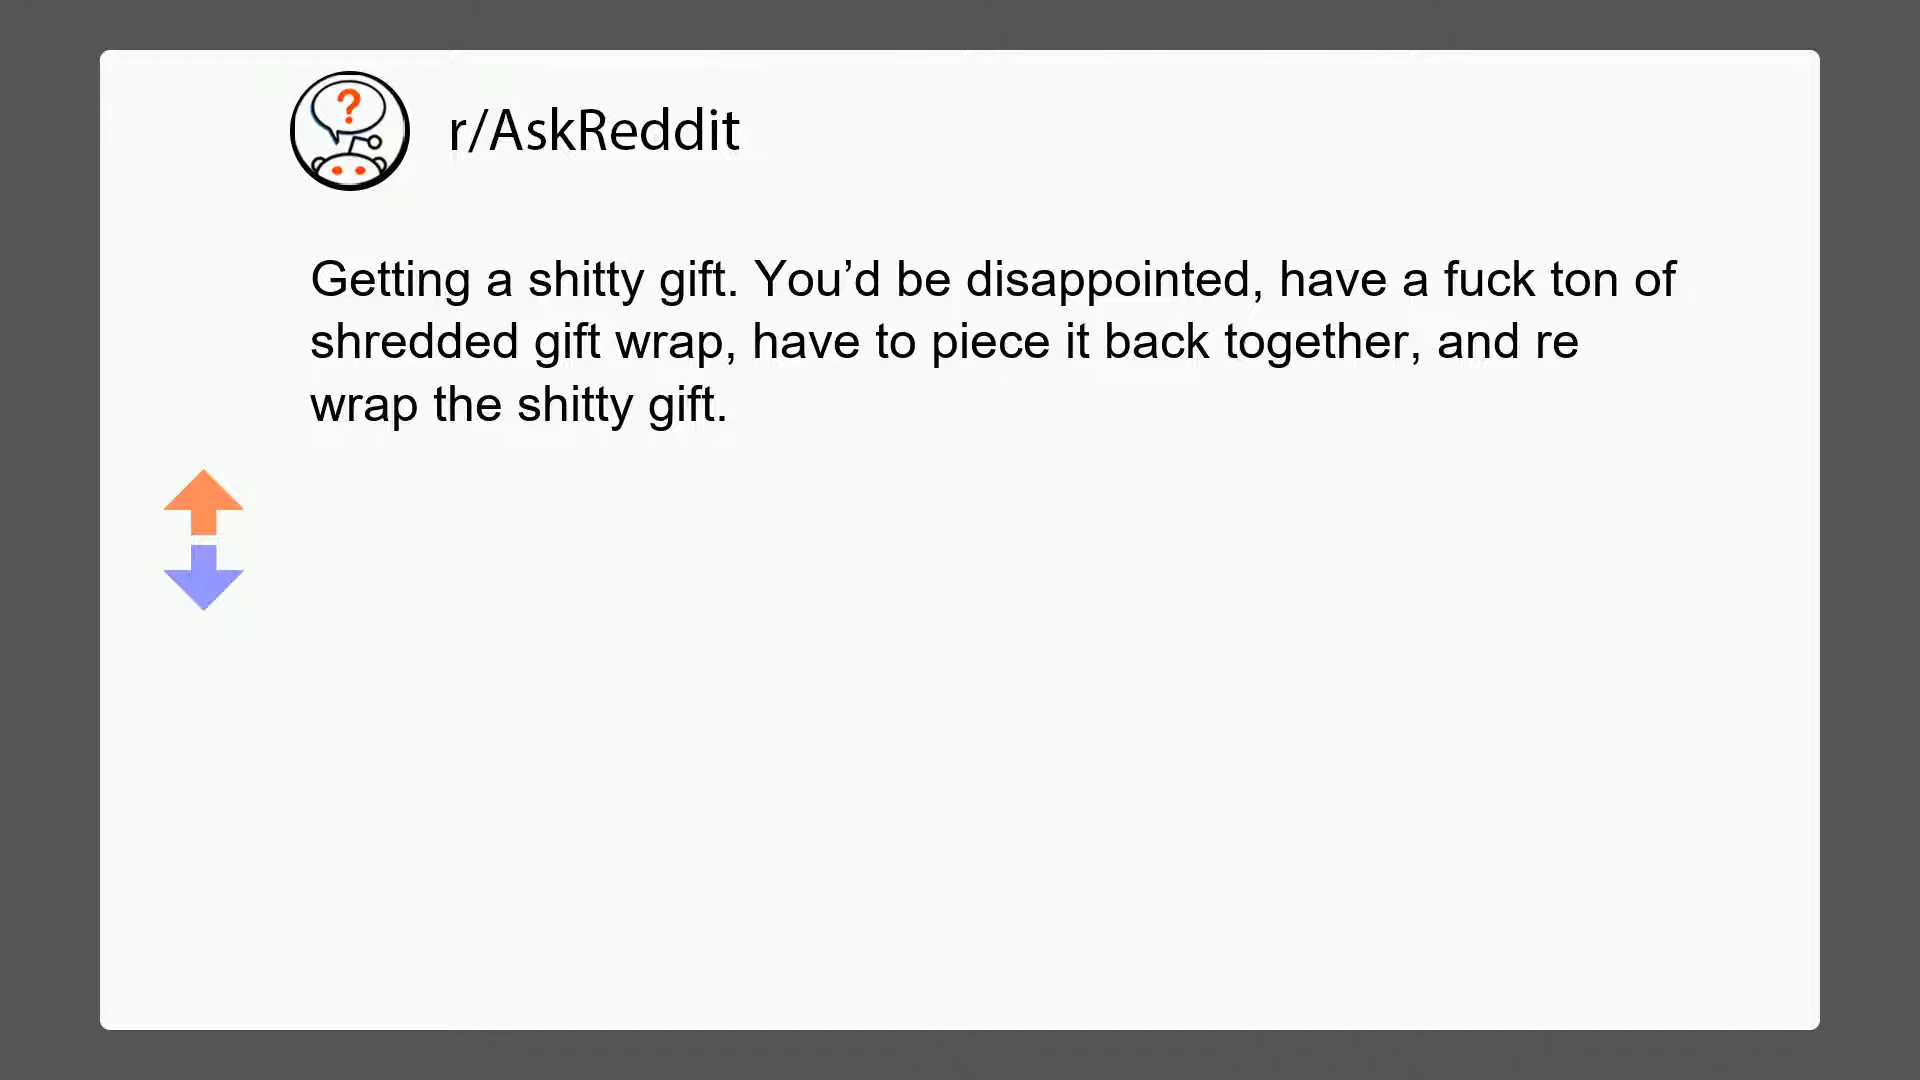 r/AskReddit
Getting a shitty gift. You’d be disappointed, have a fuck ton of
shredded gift wrap, have to piece it back together, and re
wrap the shitty gift.